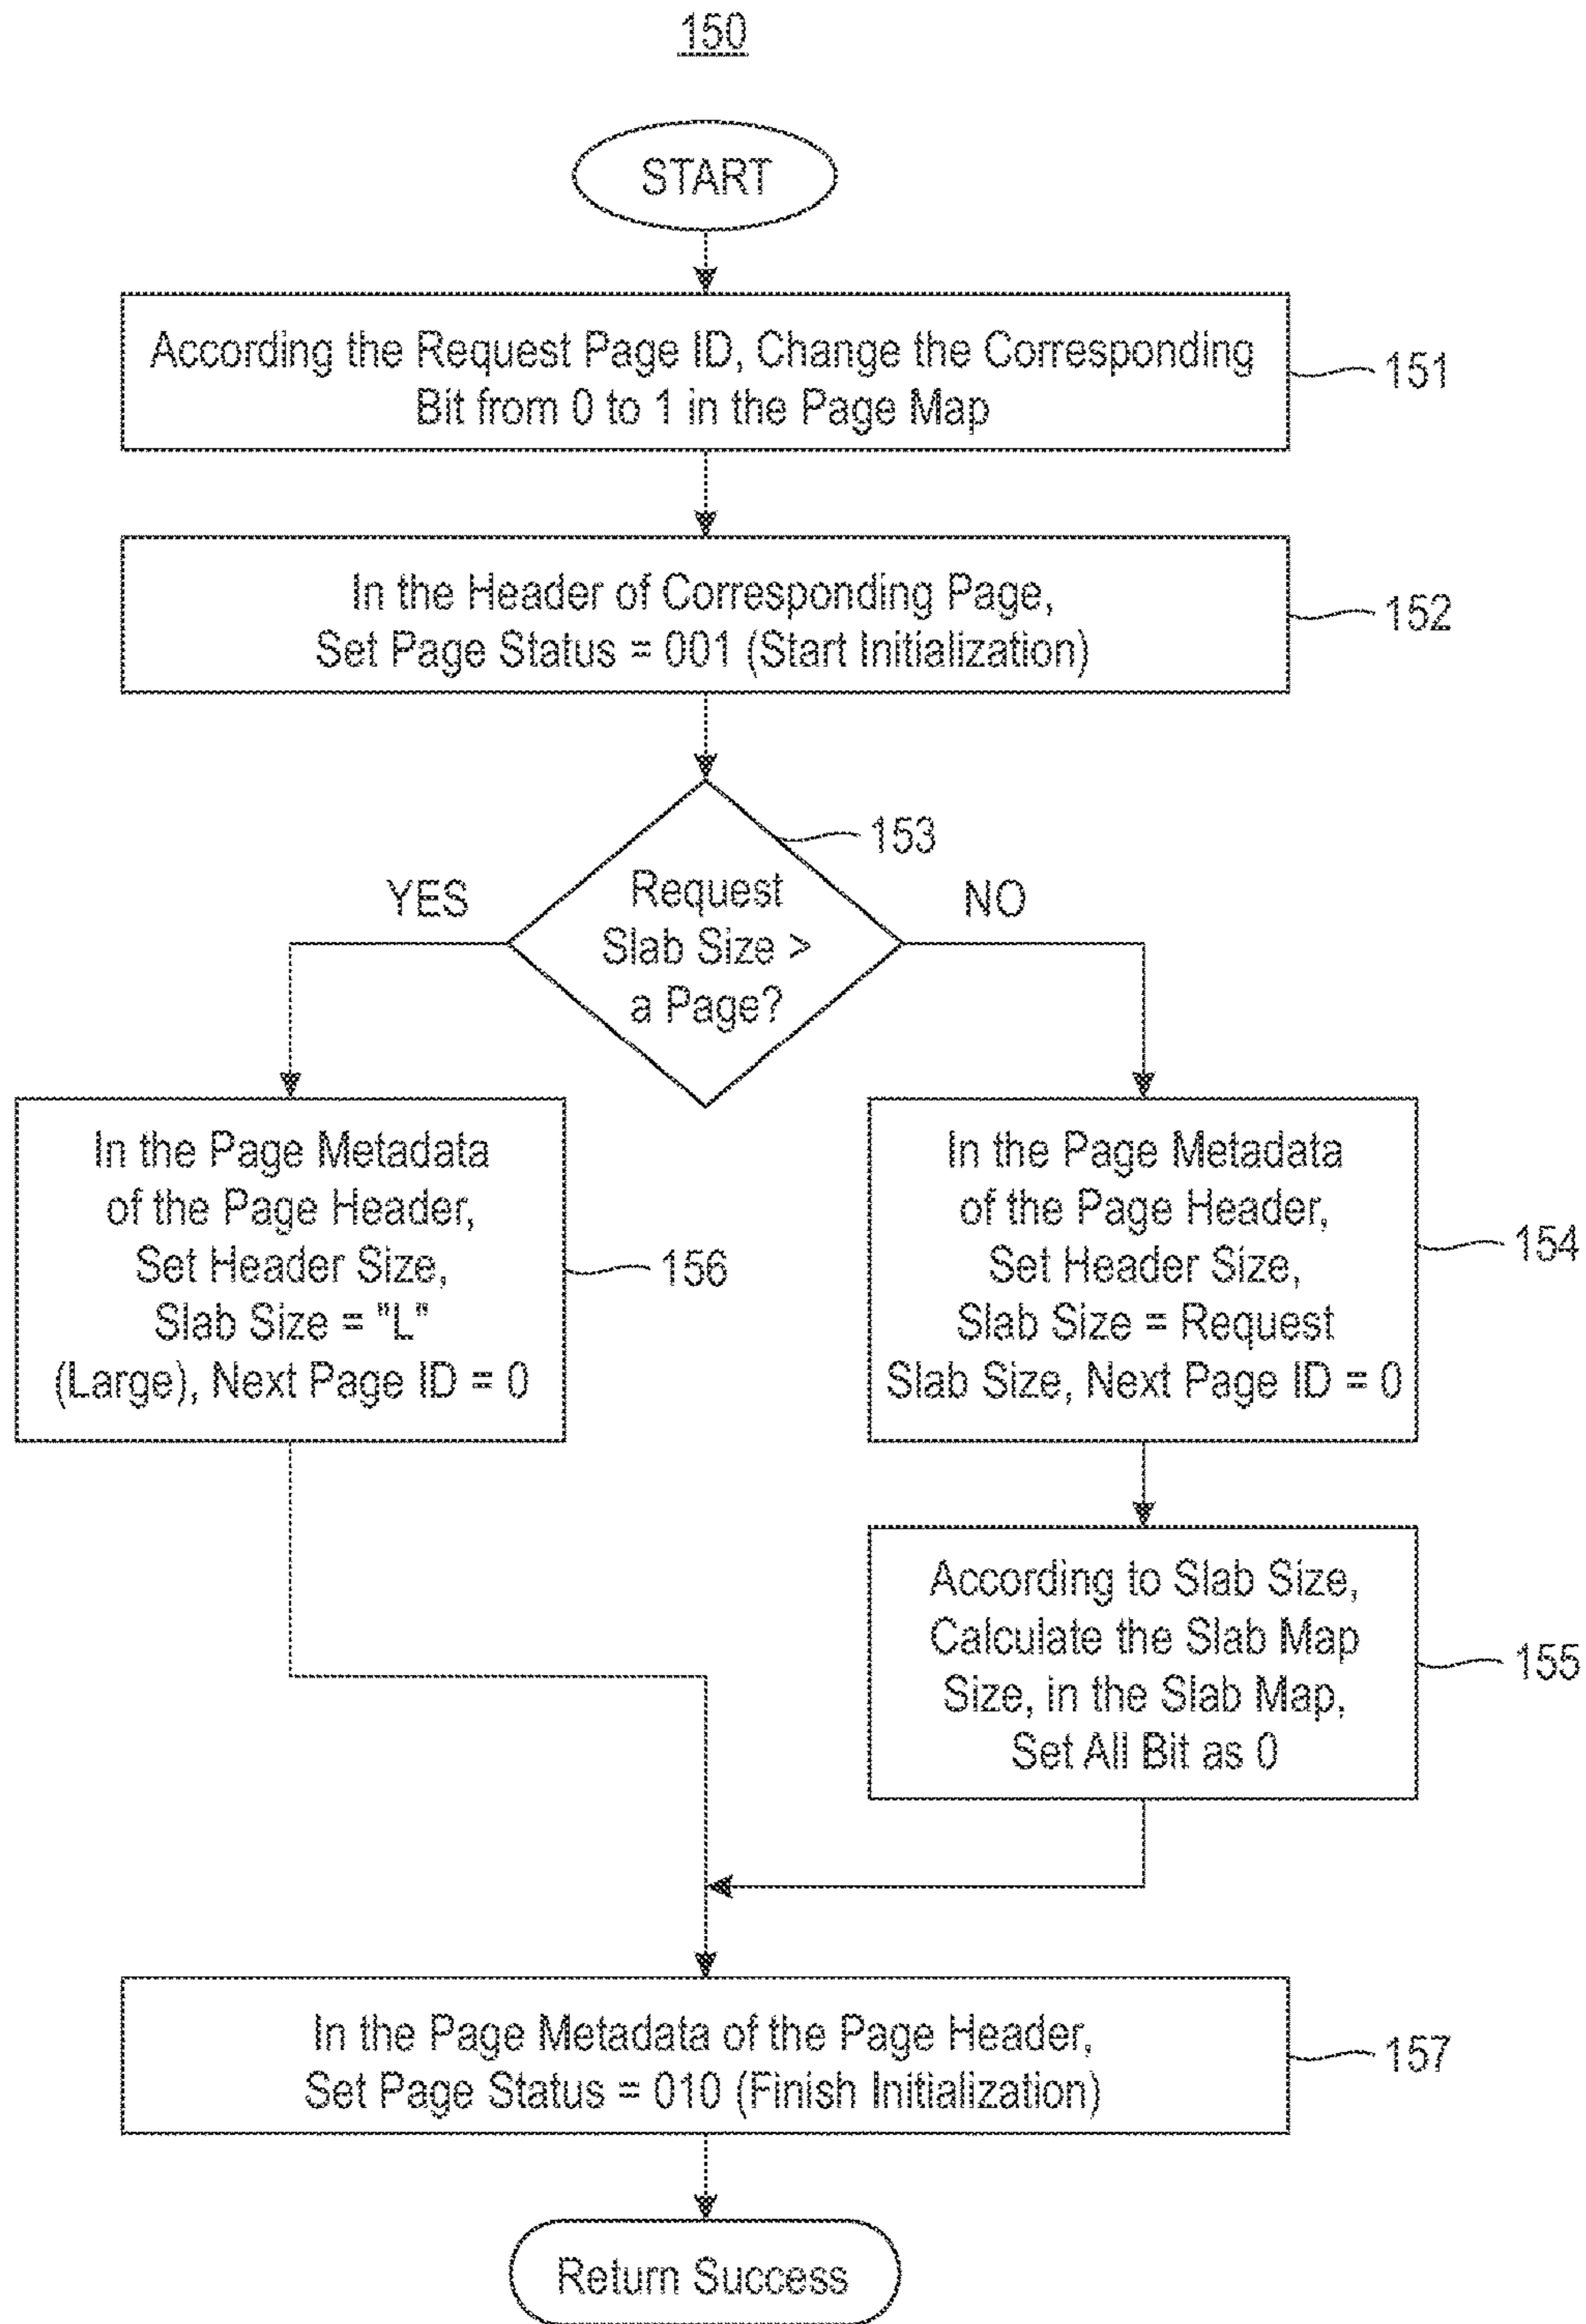 150
START
According the Request Page ID, Change the Corresponding
Bit from 0 to 1 in the Page Map
151
In the Header of Corresponding Page,
Set Page Status = 001 (Start Initialization)
152
153
Request
Slab Size >
a Page?
YES
NO
In the Page Metadata
of the Page Header,
Set Header Size,
Slab Size = "L"
(Large), Next Page ID = 0
156
In the Page Metadata
of the Page Header,
Set Header Size,
Slab Size = Request
Slab Size, Next Page ID = 0
154
According to Slab Size,
Calculate the Slab Map
Size, in the Slab Map,
Set All Bit as 0
155
In the Page Metadata of the Page Header,
Set Page Status = 010 (Finish Initialization)
157
Return Success